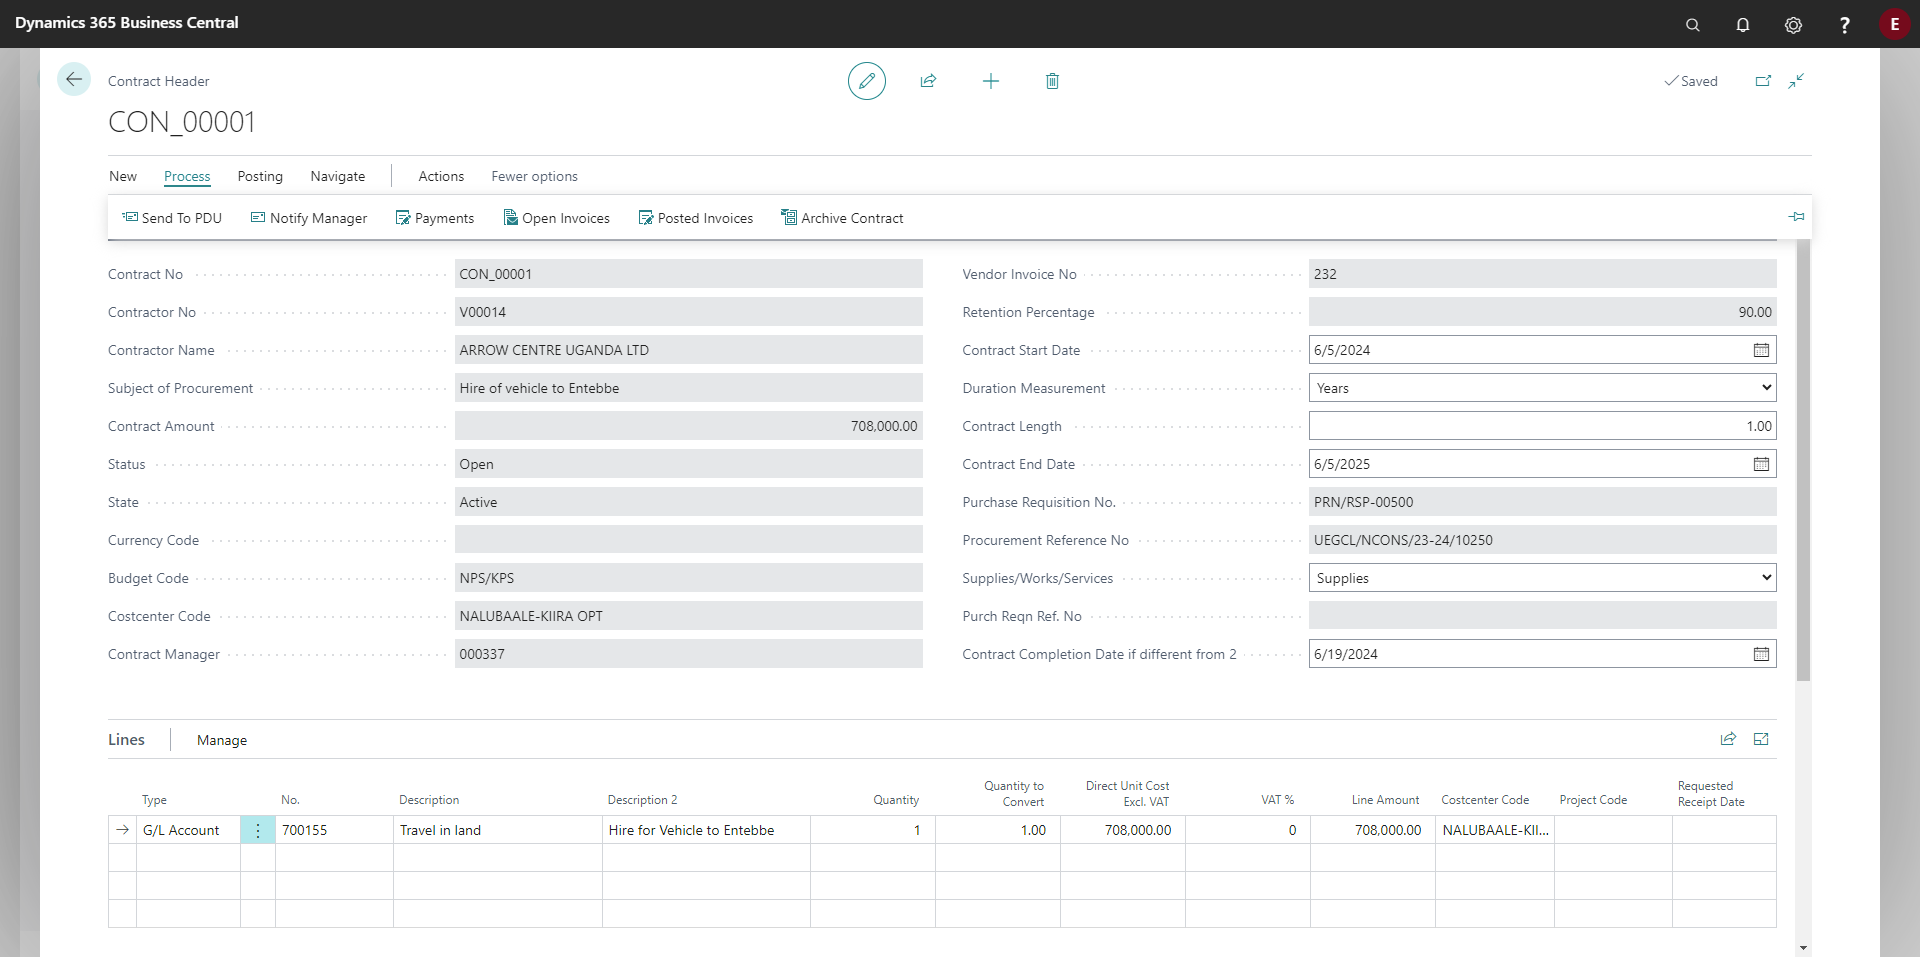 Dynamics 365 Business Central
E
Contract Header
Saved
CON_00001
New Process Posting Navigate Actions Fewer options
Send To PDU Notify Manager Payments Open Invoices Posted Invoices Archive Contract
Contract No CON_00001
Contractor No V00014
Contractor Name ARROW CENTRE UGANDA LTD
Subject of Procurement Hire of vehicle to Entebbe
Contract Amount 708,000.00
Status Open
State Active
Currency Code
Budget Code NPS/KPS
Costcenter Code NALUBAALE-KIIRA OPT
Contract Manager 000337
Vendor Invoice No 232
Retention Percentage 90.00
Contract Start Date 6/5/2024
Duration Measurement Years
Contract Length 1.00
Contract End Date 6/5/2025
Purchase Requisition No. PRN/RSP-00500
Procurement Reference No UEGCL/NCONS/23-24/10250
Supplies/Works/Services Supplies
Purch Reqn Ref. No
Contract Completion Date if different from 2 6/19/2024
Lines Manage
Type No. Description Description 2 Quantity Quantity to Convert Direct Unit Cost Excl. VAT VAT % Line Amount Costcenter Code Project Code Requested Receipt Date
G/L Account 700155 Travel in land Hire for Vehicle to Entebbe 1 1.00 708,000.00 0 708,000.00 NALUBAALE-KII...